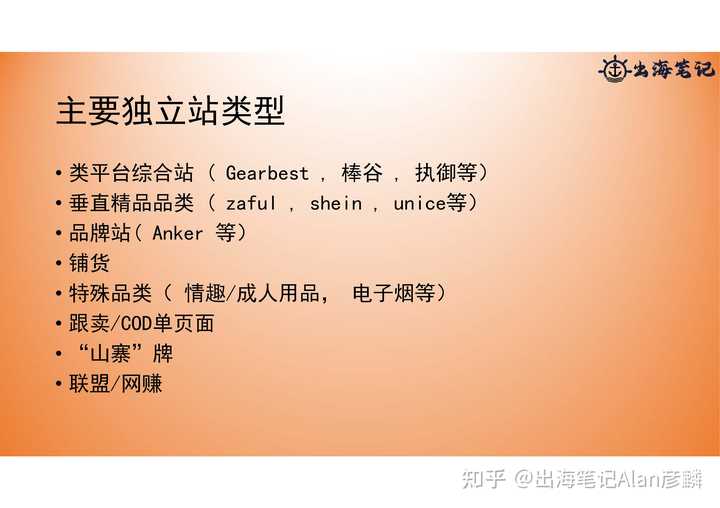 出海笔记
主要独立站类型
• 类平台综合站 ( Gearbest , 棒谷 , 执御等)
• 垂直精品品类 ( zaful , shein , unice等)
• 品牌站( Anker 等)
• 铺货
• 特殊品类 ( 情趣/成人用品, 电子烟等)
• 跟卖/COD单页面
• “山寨”牌
• 联盟/网赚
知乎 @出海笔记Alan彦麟